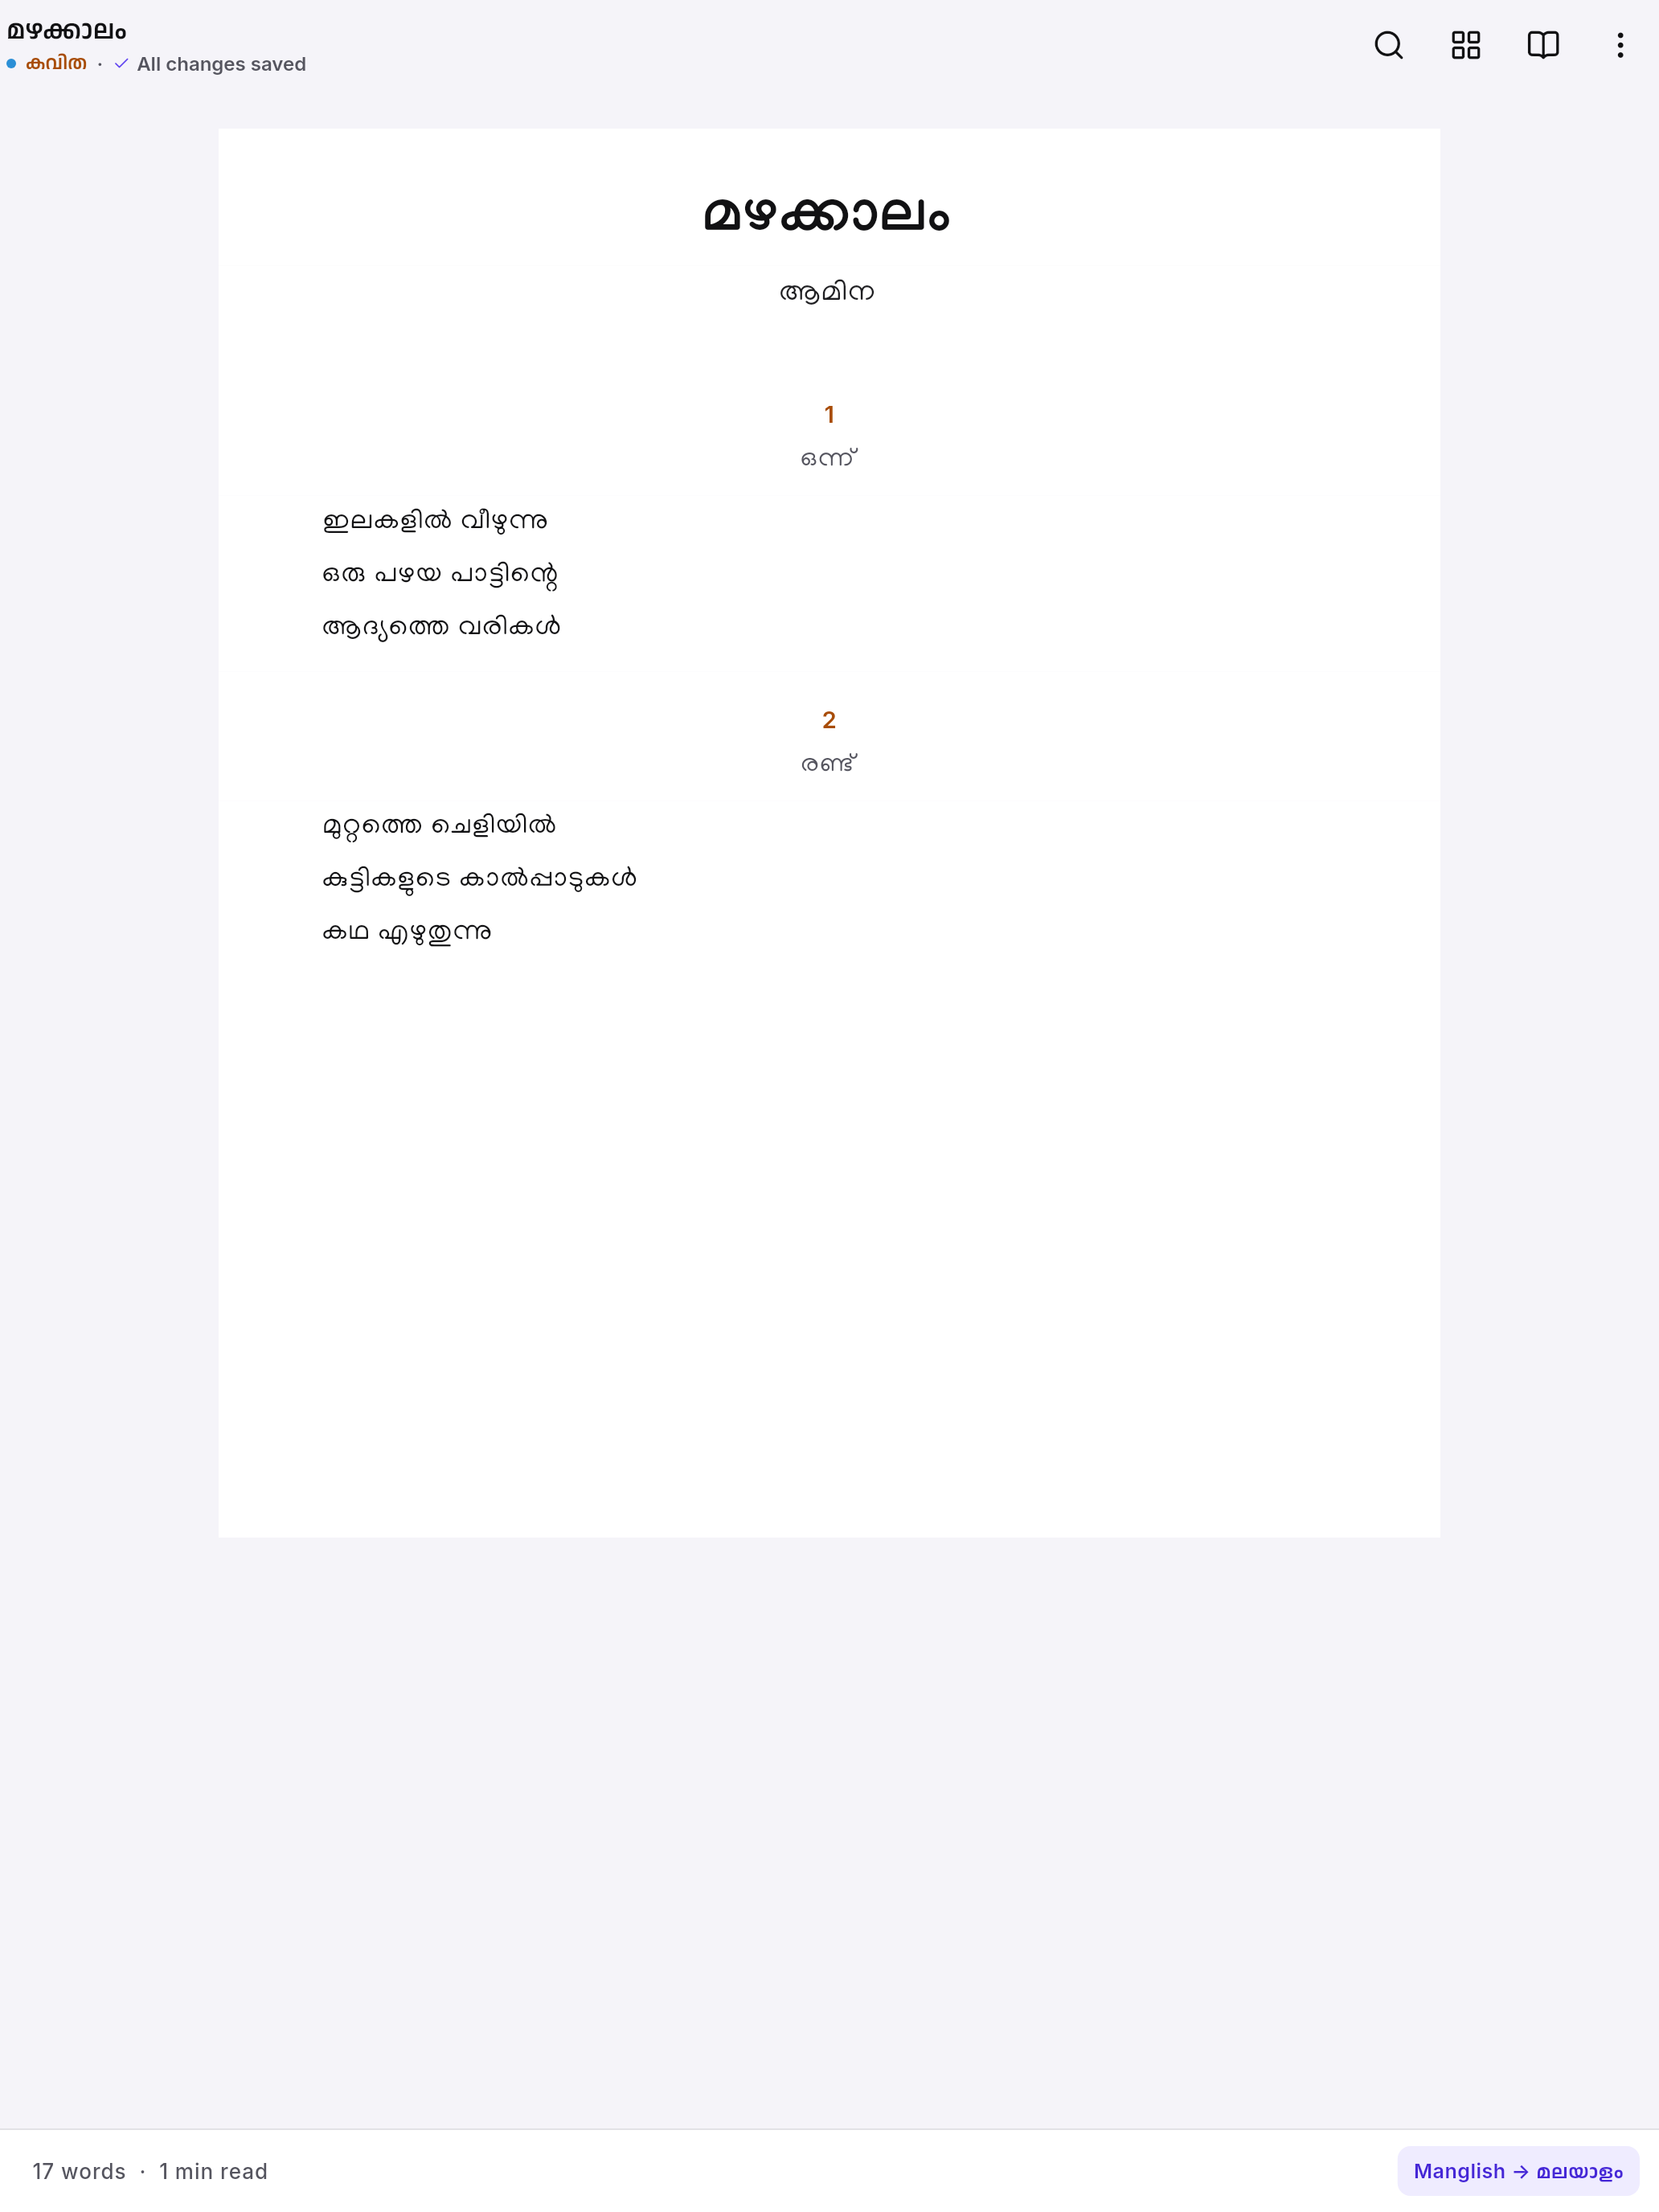 മഴക്കാലം
കവിത · All changes saved
മഴക്കാലം
ആമിന
1
ഒന്ന്
ഇലകളിൽ വീഴുന്നു
ഒരു പഴയ പാട്ടിന്റെ
ആദ്യത്തെ വരികൾ
2
രണ്ട്
മുറ്റത്തെ ചെളിയിൽ
കുട്ടികളുടെ കാൽപ്പാടുകൾ
കഥ എഴുതുന്നു
17 words · 1 min read
Manglish → മലയാളം